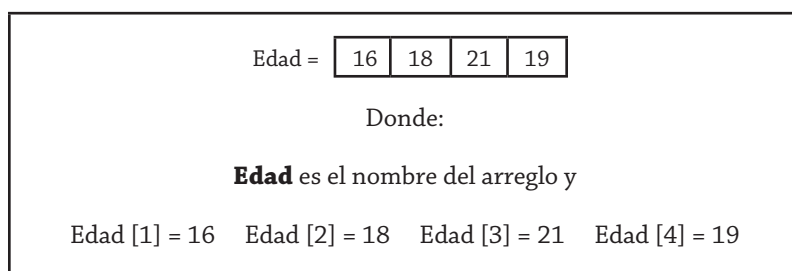 Edad = 16 18 21 19
Donde:
Edad es el nombre del arreglo y
Edad [1] = 16 Edad [2] = 18 Edad [3] = 21 Edad [4] = 19